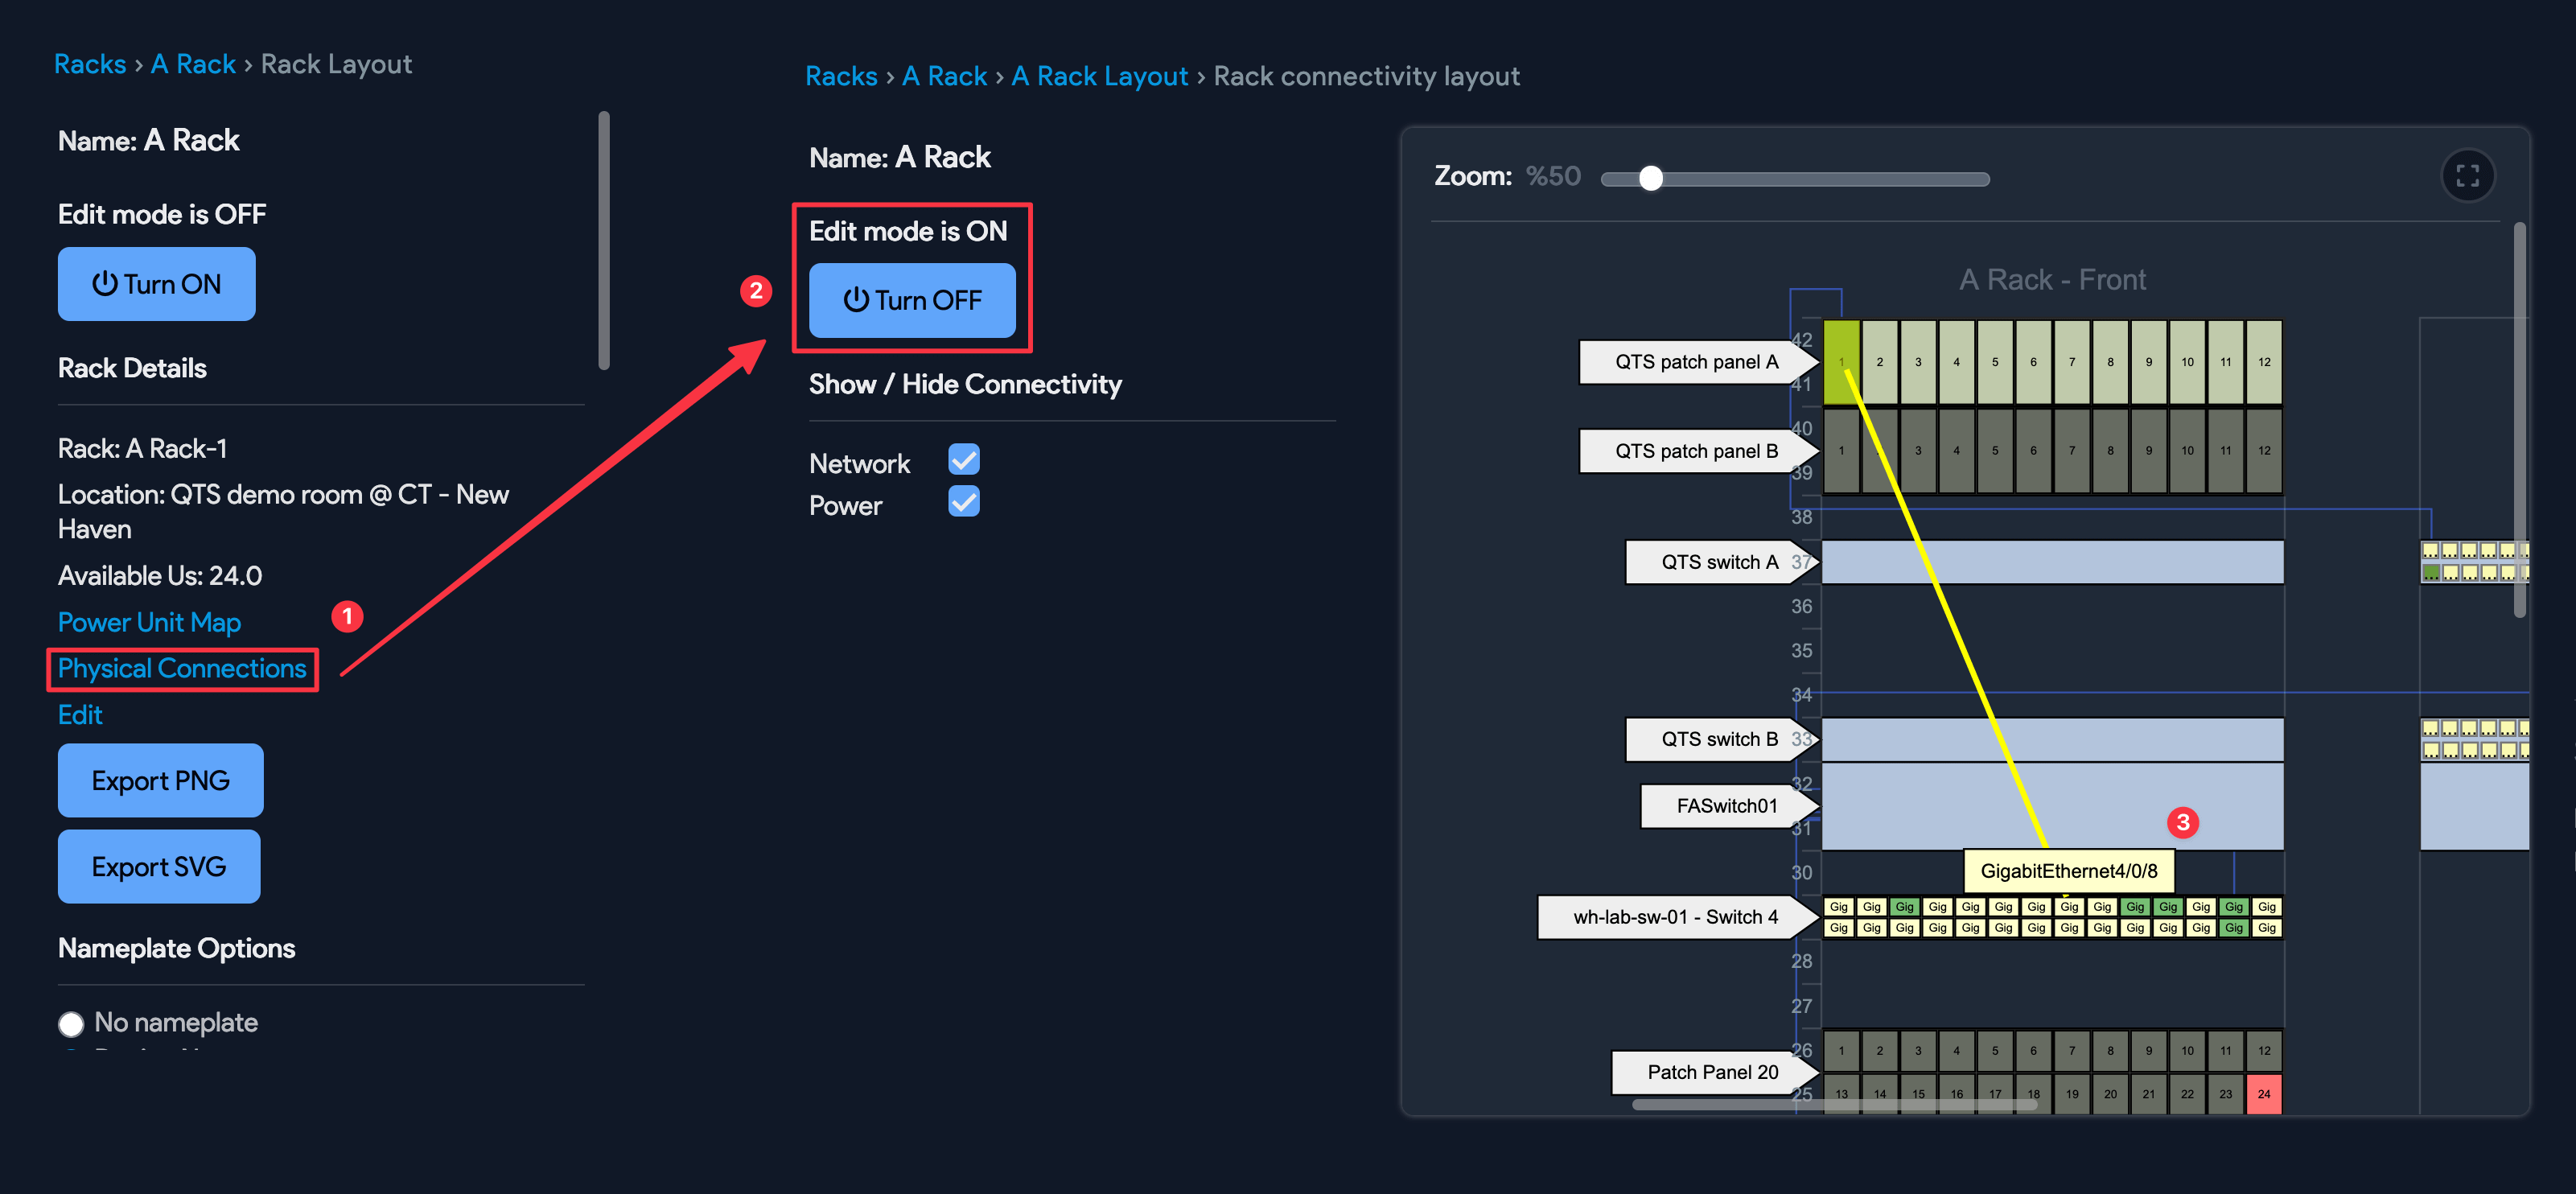 Racks › A Rack › Rack Layout
Name: A Rack
Edit mode is OFF
Turn ON
Rack Details
Rack: A Rack-1
Location: QTS demo room @ CT - New
Haven
Available Us: 24.0
Power Unit Map
1
Physical Connections
Edit
Export PNG
Export SVG
Nameplate Options
No nameplate
Racks › A Rack › A Rack Layout › Rack connectivity layout
Name: A Rack
Edit mode is ON
2
Turn OFF
Show / Hide Connectivity
Network
Power
Zoom: %50
A Rack - Front
42
QTS patch panel A
1 2 3 4 5 6 7 8 9 10 11 12
41
40
QTS patch panel B
1 3 4 5 6 7 8 9 10 11 12
39
38
QTS switch A 37
36
35
34
QTS switch B 33
32
FASwitch01
31
3
30
GigabitEthernet4/0/8
wh-lab-sw-01 - Switch 4
Gig Gig Gig Gig Gig Gig Gig Gig Gig Gig Gig Gig Gig Gig
Gig Gig Gig Gig Gig Gig Gig Gig Gig Gig Gig Gig Gig Gig
28
27
26
1 2 3 4 5 6 7 8 9 10 11 12
Patch Panel 20
25
13 14 15 16 17 18 19 20 21 22 23 24